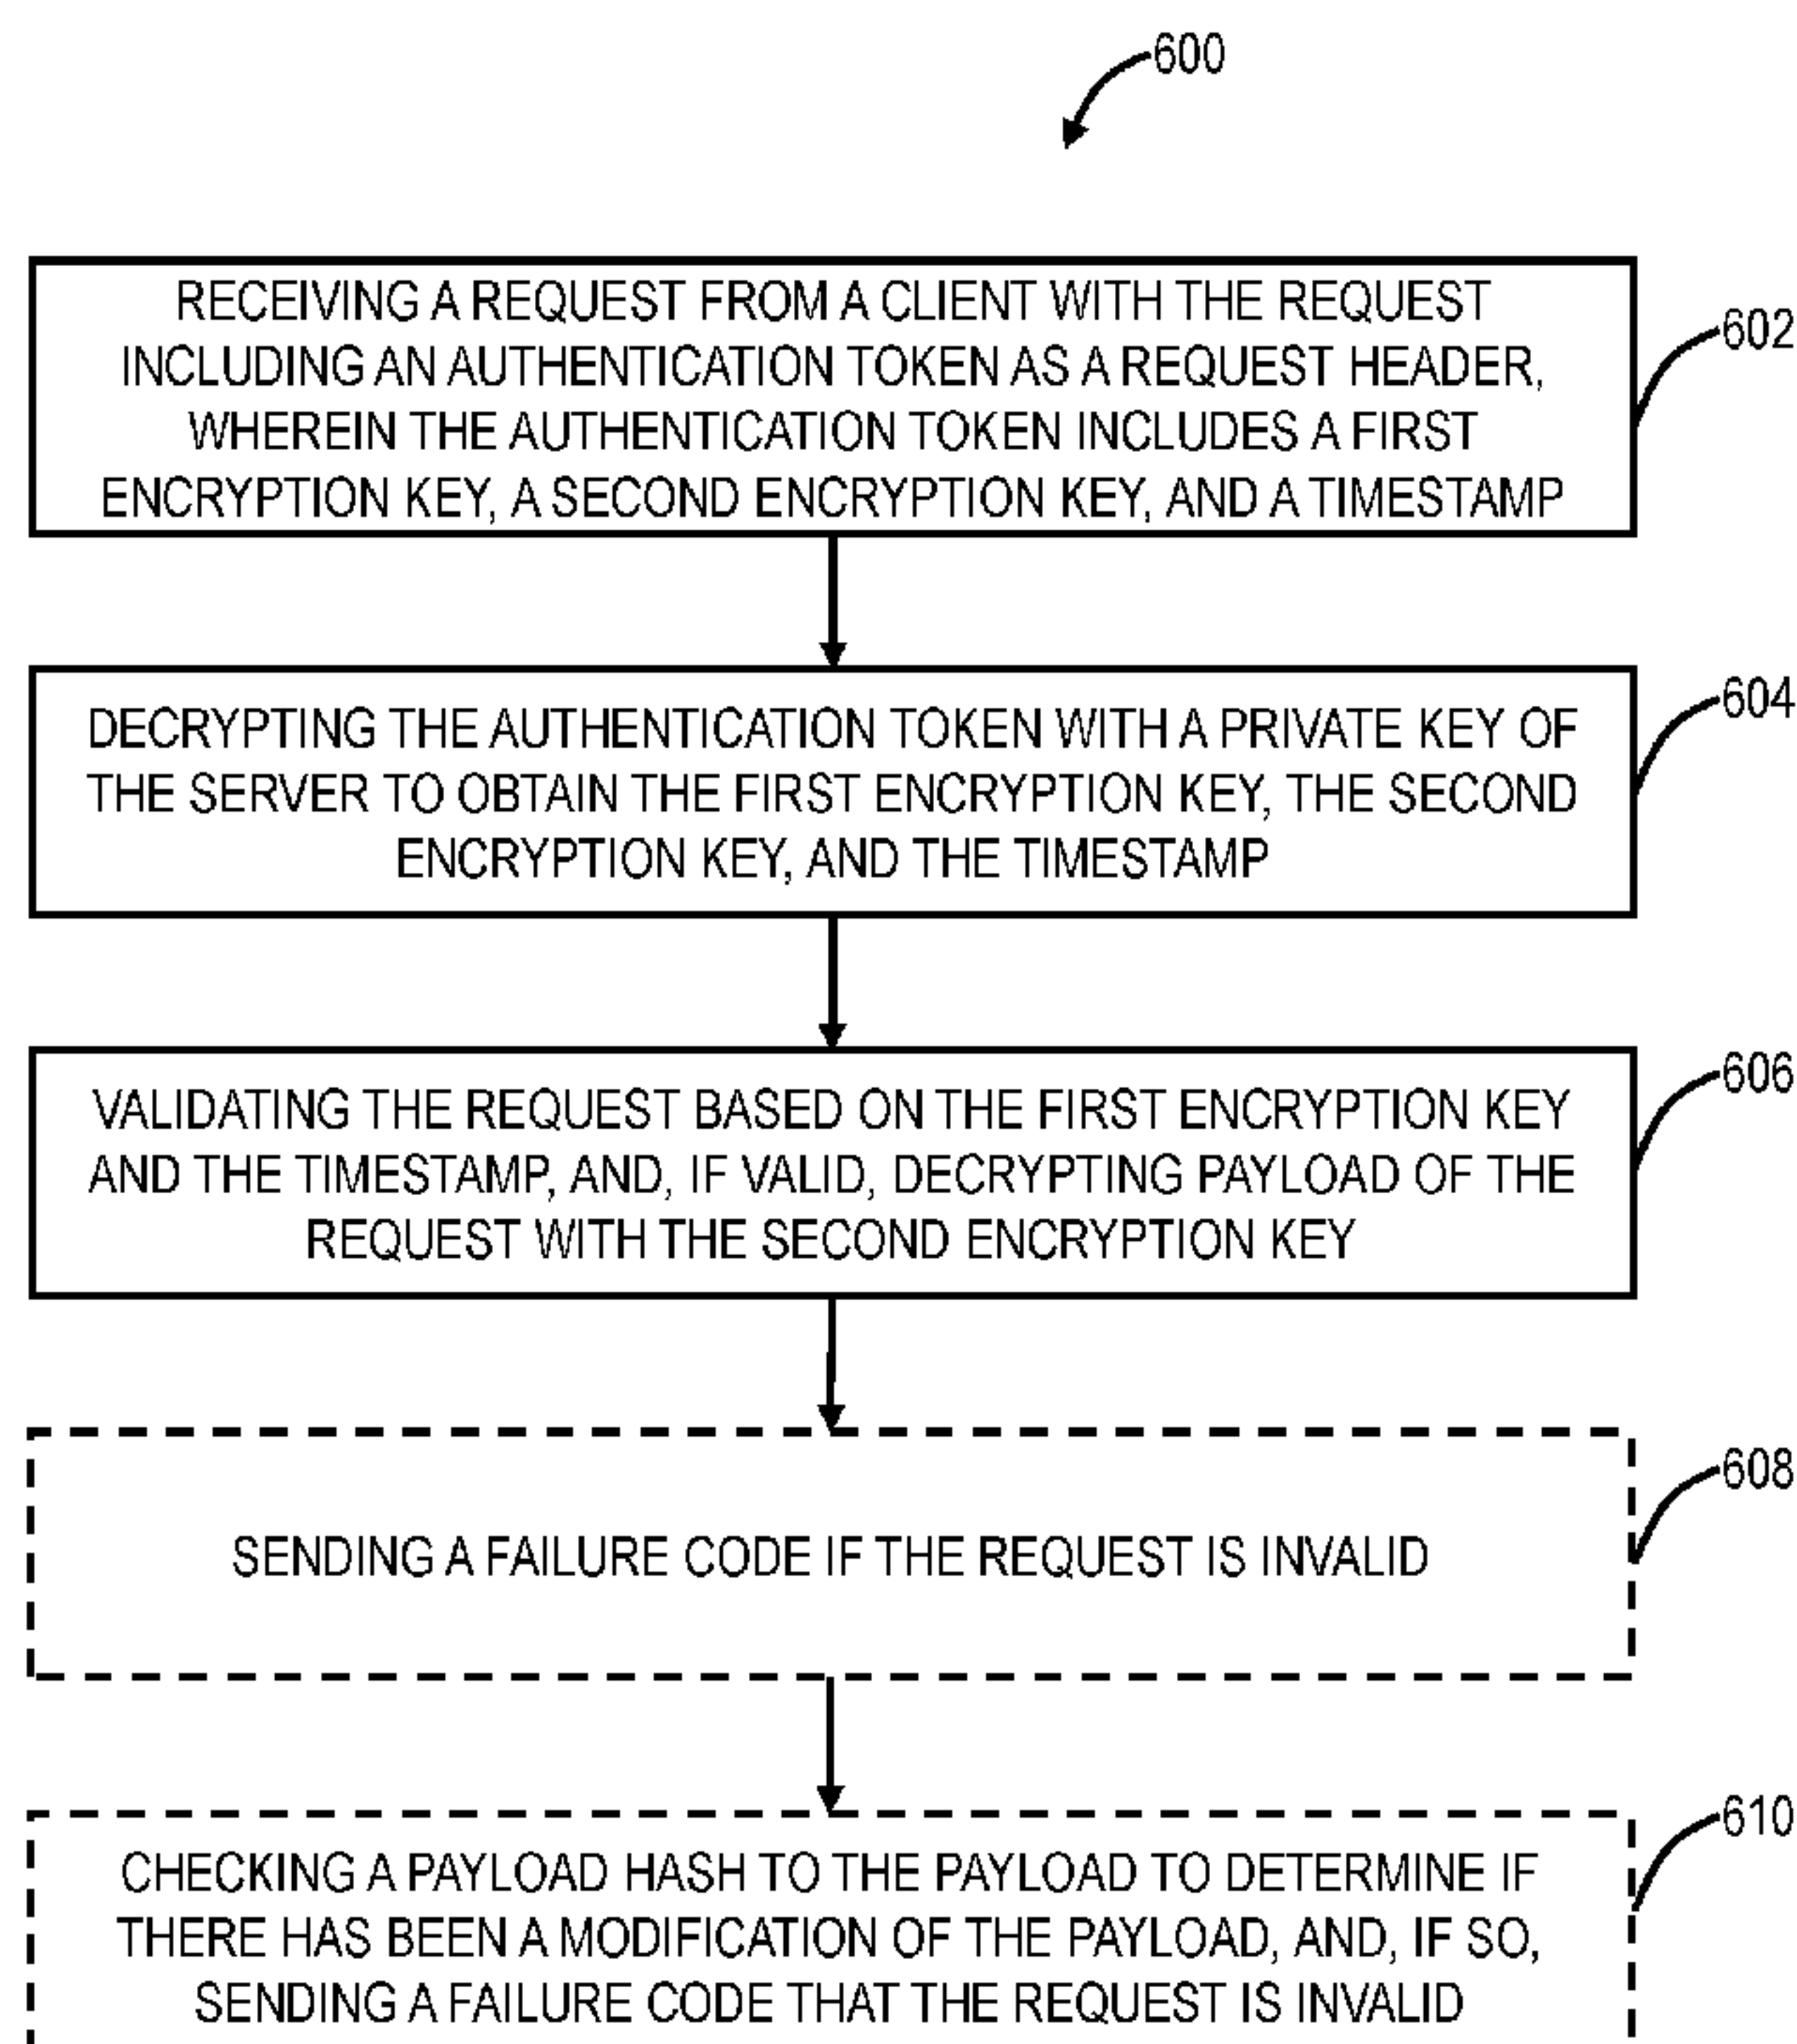 600
RECEIVING A REQUEST FROM A CLIENT WITH THE REQUEST
INCLUDING AN AUTHENTICATION TOKEN AS A REQUEST HEADER,
WHEREIN THE AUTHENTICATION TOKEN INCLUDES A FIRST
ENCRYPTION KEY, A SECOND ENCRYPTION KEY, AND A TIMESTAMP
602
DECRYPTING THE AUTHENTICATION TOKEN WITH A PRIVATE KEY OF
THE SERVER TO OBTAIN THE FIRST ENCRYPTION KEY, THE SECOND
ENCRYPTION KEY, AND THE TIMESTAMP
604
VALIDATING THE REQUEST BASED ON THE FIRST ENCRYPTION KEY
AND THE TIMESTAMP, AND, IF VALID, DECRYPTING PAYLOAD OF THE
REQUEST WITH THE SECOND ENCRYPTION KEY
606
SENDING A FAILURE CODE IF THE REQUEST IS INVALID
608
CHECKING A PAYLOAD HASH TO THE PAYLOAD TO DETERMINE IF
THERE HAS BEEN A MODIFICATION OF THE PAYLOAD, AND, IF SO,
SENDING A FAILURE CODE THAT THE REQUEST IS INVALID
610